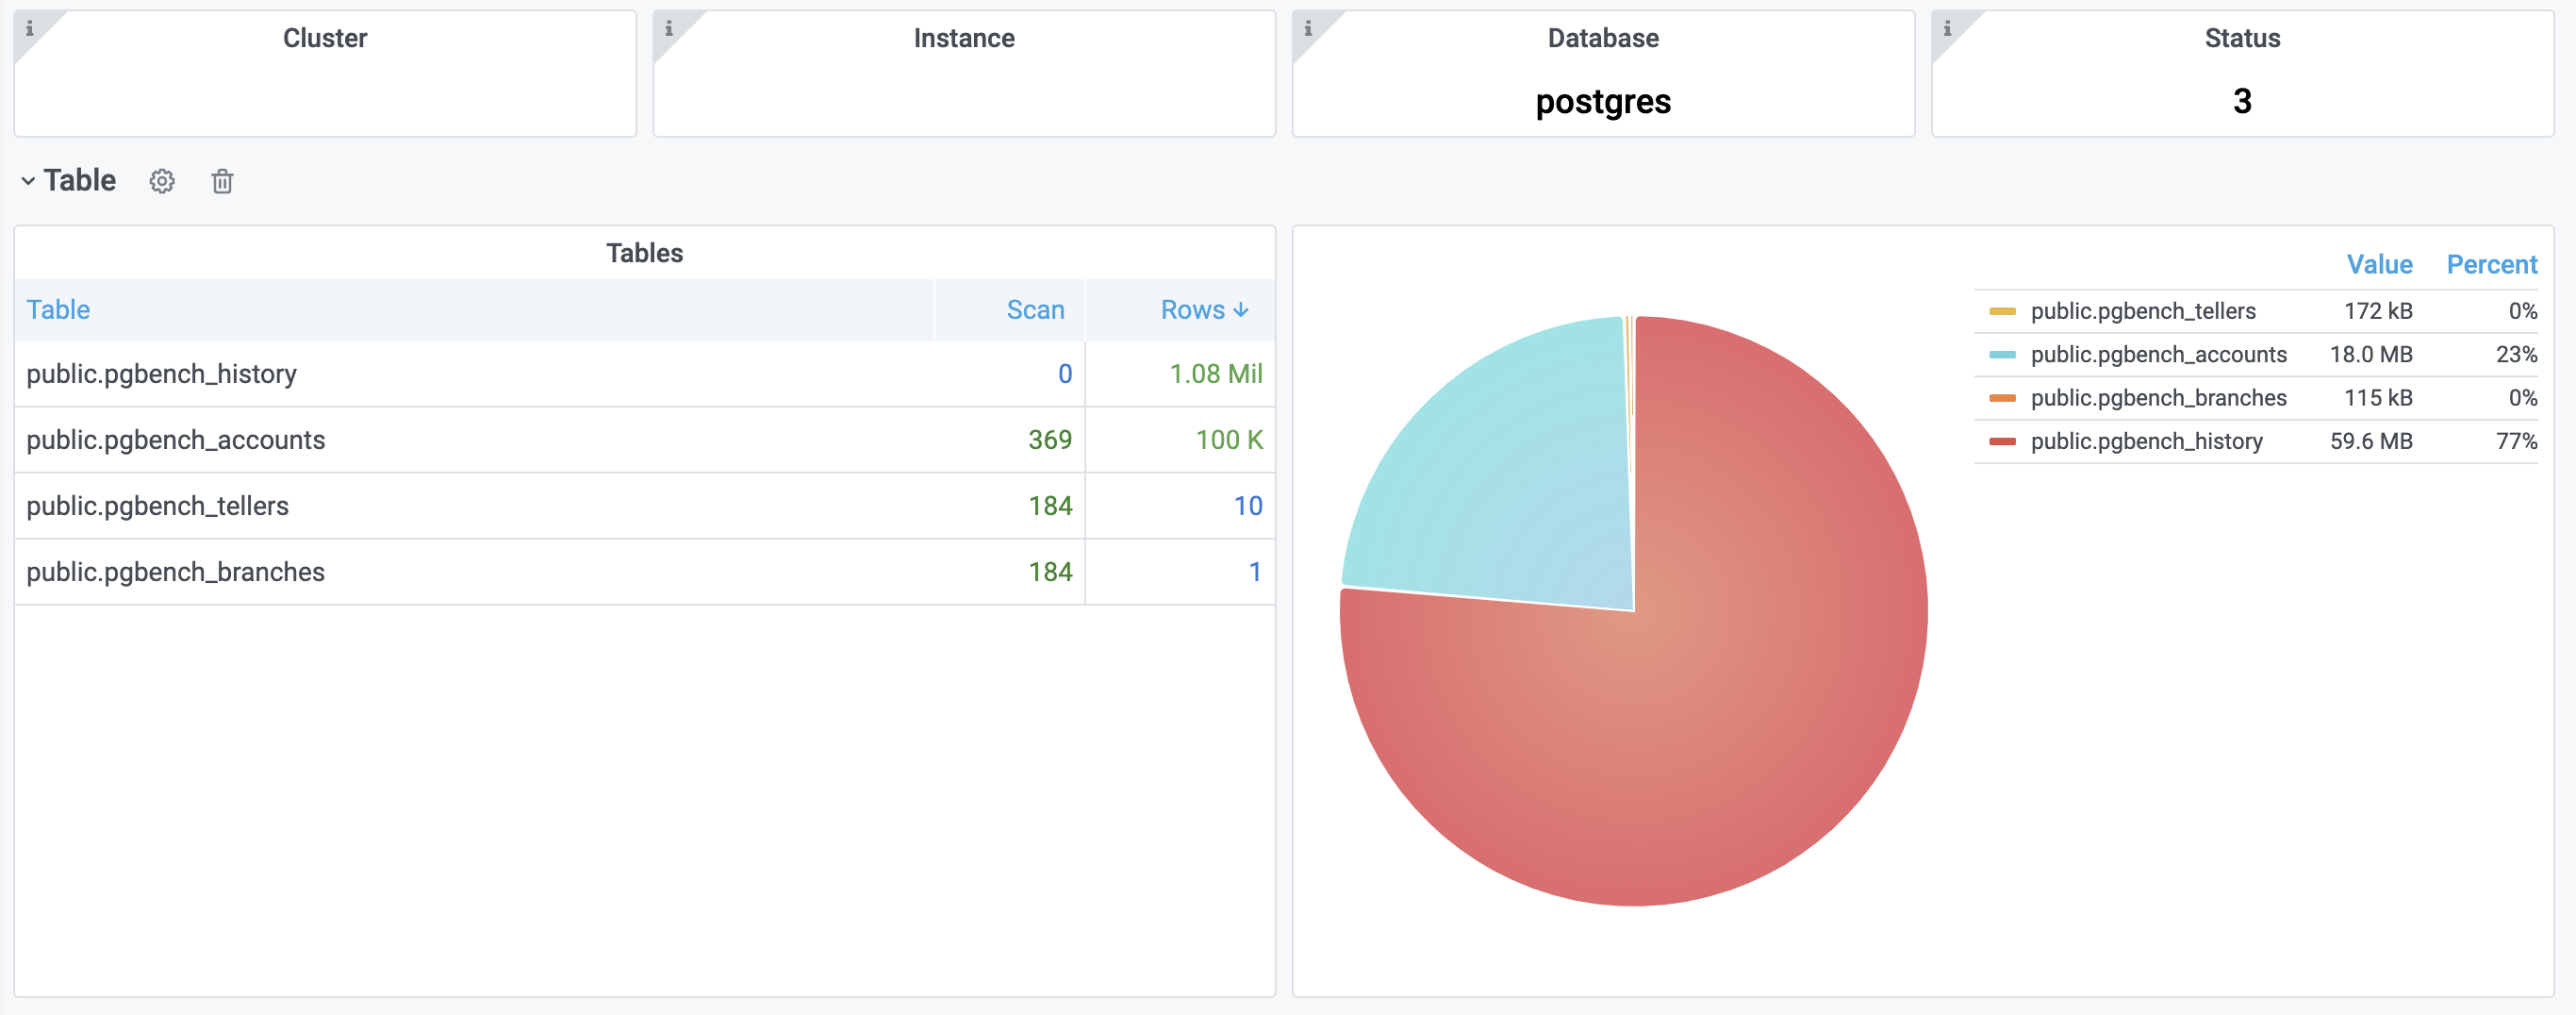 Cluster
Instance
Database
postgres
Status
3
Table
Tables
Table Scan Rows
public.pgbench_history 0 1.08 Mil
public.pgbench_accounts 369 100 K
public.pgbench_tellers 184 10
public.pgbench_branches 184 1
Value Percent
public.pgbench_tellers 172 kB 0%
public.pgbench_accounts 18.0 MB 23%
public.pgbench_branches 115 kB 0%
public.pgbench_history 59.6 MB 77%